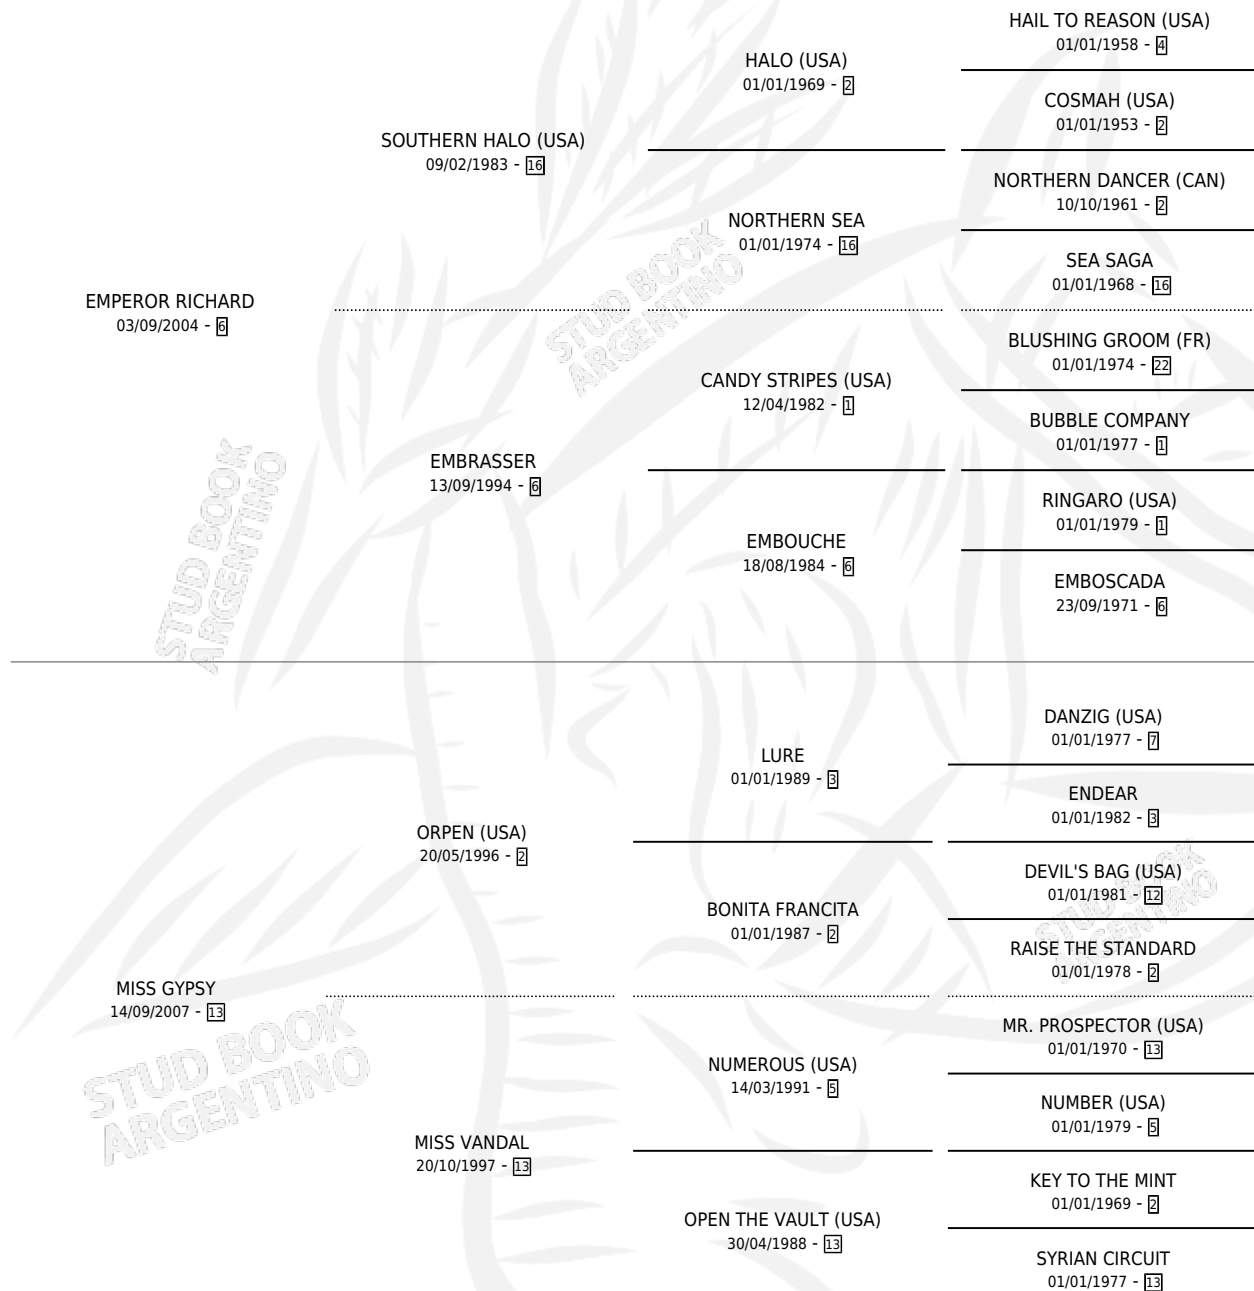 HAIL TO REASON (USA)
01/01/1958 - 4
HALO (USA)
01/01/1969 - 2
COSMAH (USA)
01/01/1953 - 2
SOUTHERN HALO (USA)
09/02/1983 - 16
NORTHERN DANCER (CAN)
10/10/1961 - 2
NORTHERN SEA
01/01/1974 - 16
SEA SAGA
01/01/1968 - 16
EMPEROR RICHARD
03/09/2004 - 6
BLUSHING GROOM (FR)
01/01/1974 - 22
CANDY STRIPES (USA)
12/04/1982 - 1
BUBBLE COMPANY
01/01/1977 - 1
EMBRASSER
13/09/1994 - 6
RINGARO (USA)
01/01/1979 - 1
EMBOUCHE
18/08/1984 - 6
EMBOSCADA
23/09/1971 - 6
DANZIG (USA)
01/01/1977 - 7
LURE
01/01/1989 - 3
ENDEAR
01/01/1982 - 3
ORPEN (USA)
20/05/1996 - 2
DEVIL'S BAG (USA)
01/01/1981 - 12
BONITA FRANCITA
01/01/1987 - 2
RAISE THE STANDARD
01/01/1978 - 2
MISS GYPSY
14/09/2007 - 13
MR. PROSPECTOR (USA)
01/01/1970 - 13
NUMEROUS (USA)
14/03/1991 - 5
NUMBER (USA)
01/01/1979 - 5
MISS VANDAL
20/10/1997 - 13
KEY TO THE MINT
01/01/1969 - 2
OPEN THE VAULT (USA)
30/04/1988 - 13
SYRIAN CIRCUIT
01/01/1977 - 13
STUD BOOK
ARGENTINO
STUD BOOK
ARGENTINO
STUD BOOK
ARGENTINO
STUD BOOK
ARGENTINO